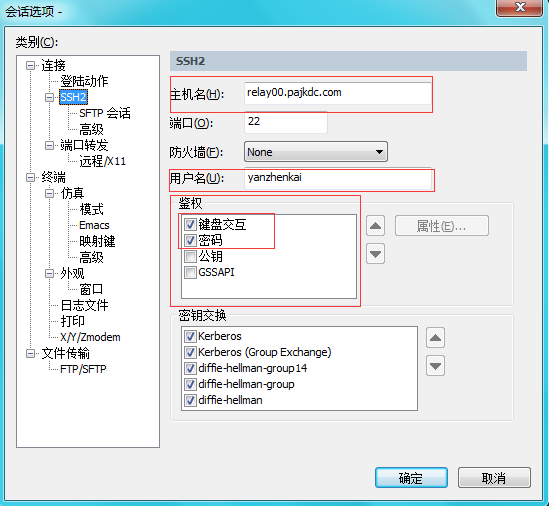 会话选项 -
类别(C):
连接
登陆动作
SSH2
SFTP 会话
高级
端口转发
远程/X11
终端
仿真
模式
Emacs
映射键
高级
外观
窗口
日志文件
打印
X/Y/Zmodem
文件传输
FTP/SFTP
SSH2
主机名(H): relay00.pajkdc.com
端口(O): 22
防火墙(F): None
用户名(U): yanzhenkai
鉴权
键盘交互
密码
公钥
GSSAPI
属性(E)...
密钥交换
Kerberos
Kerberos (Group Exchange)
diffie-hellman-group14
diffie-hellman-group
diffie-hellman
确定 取消